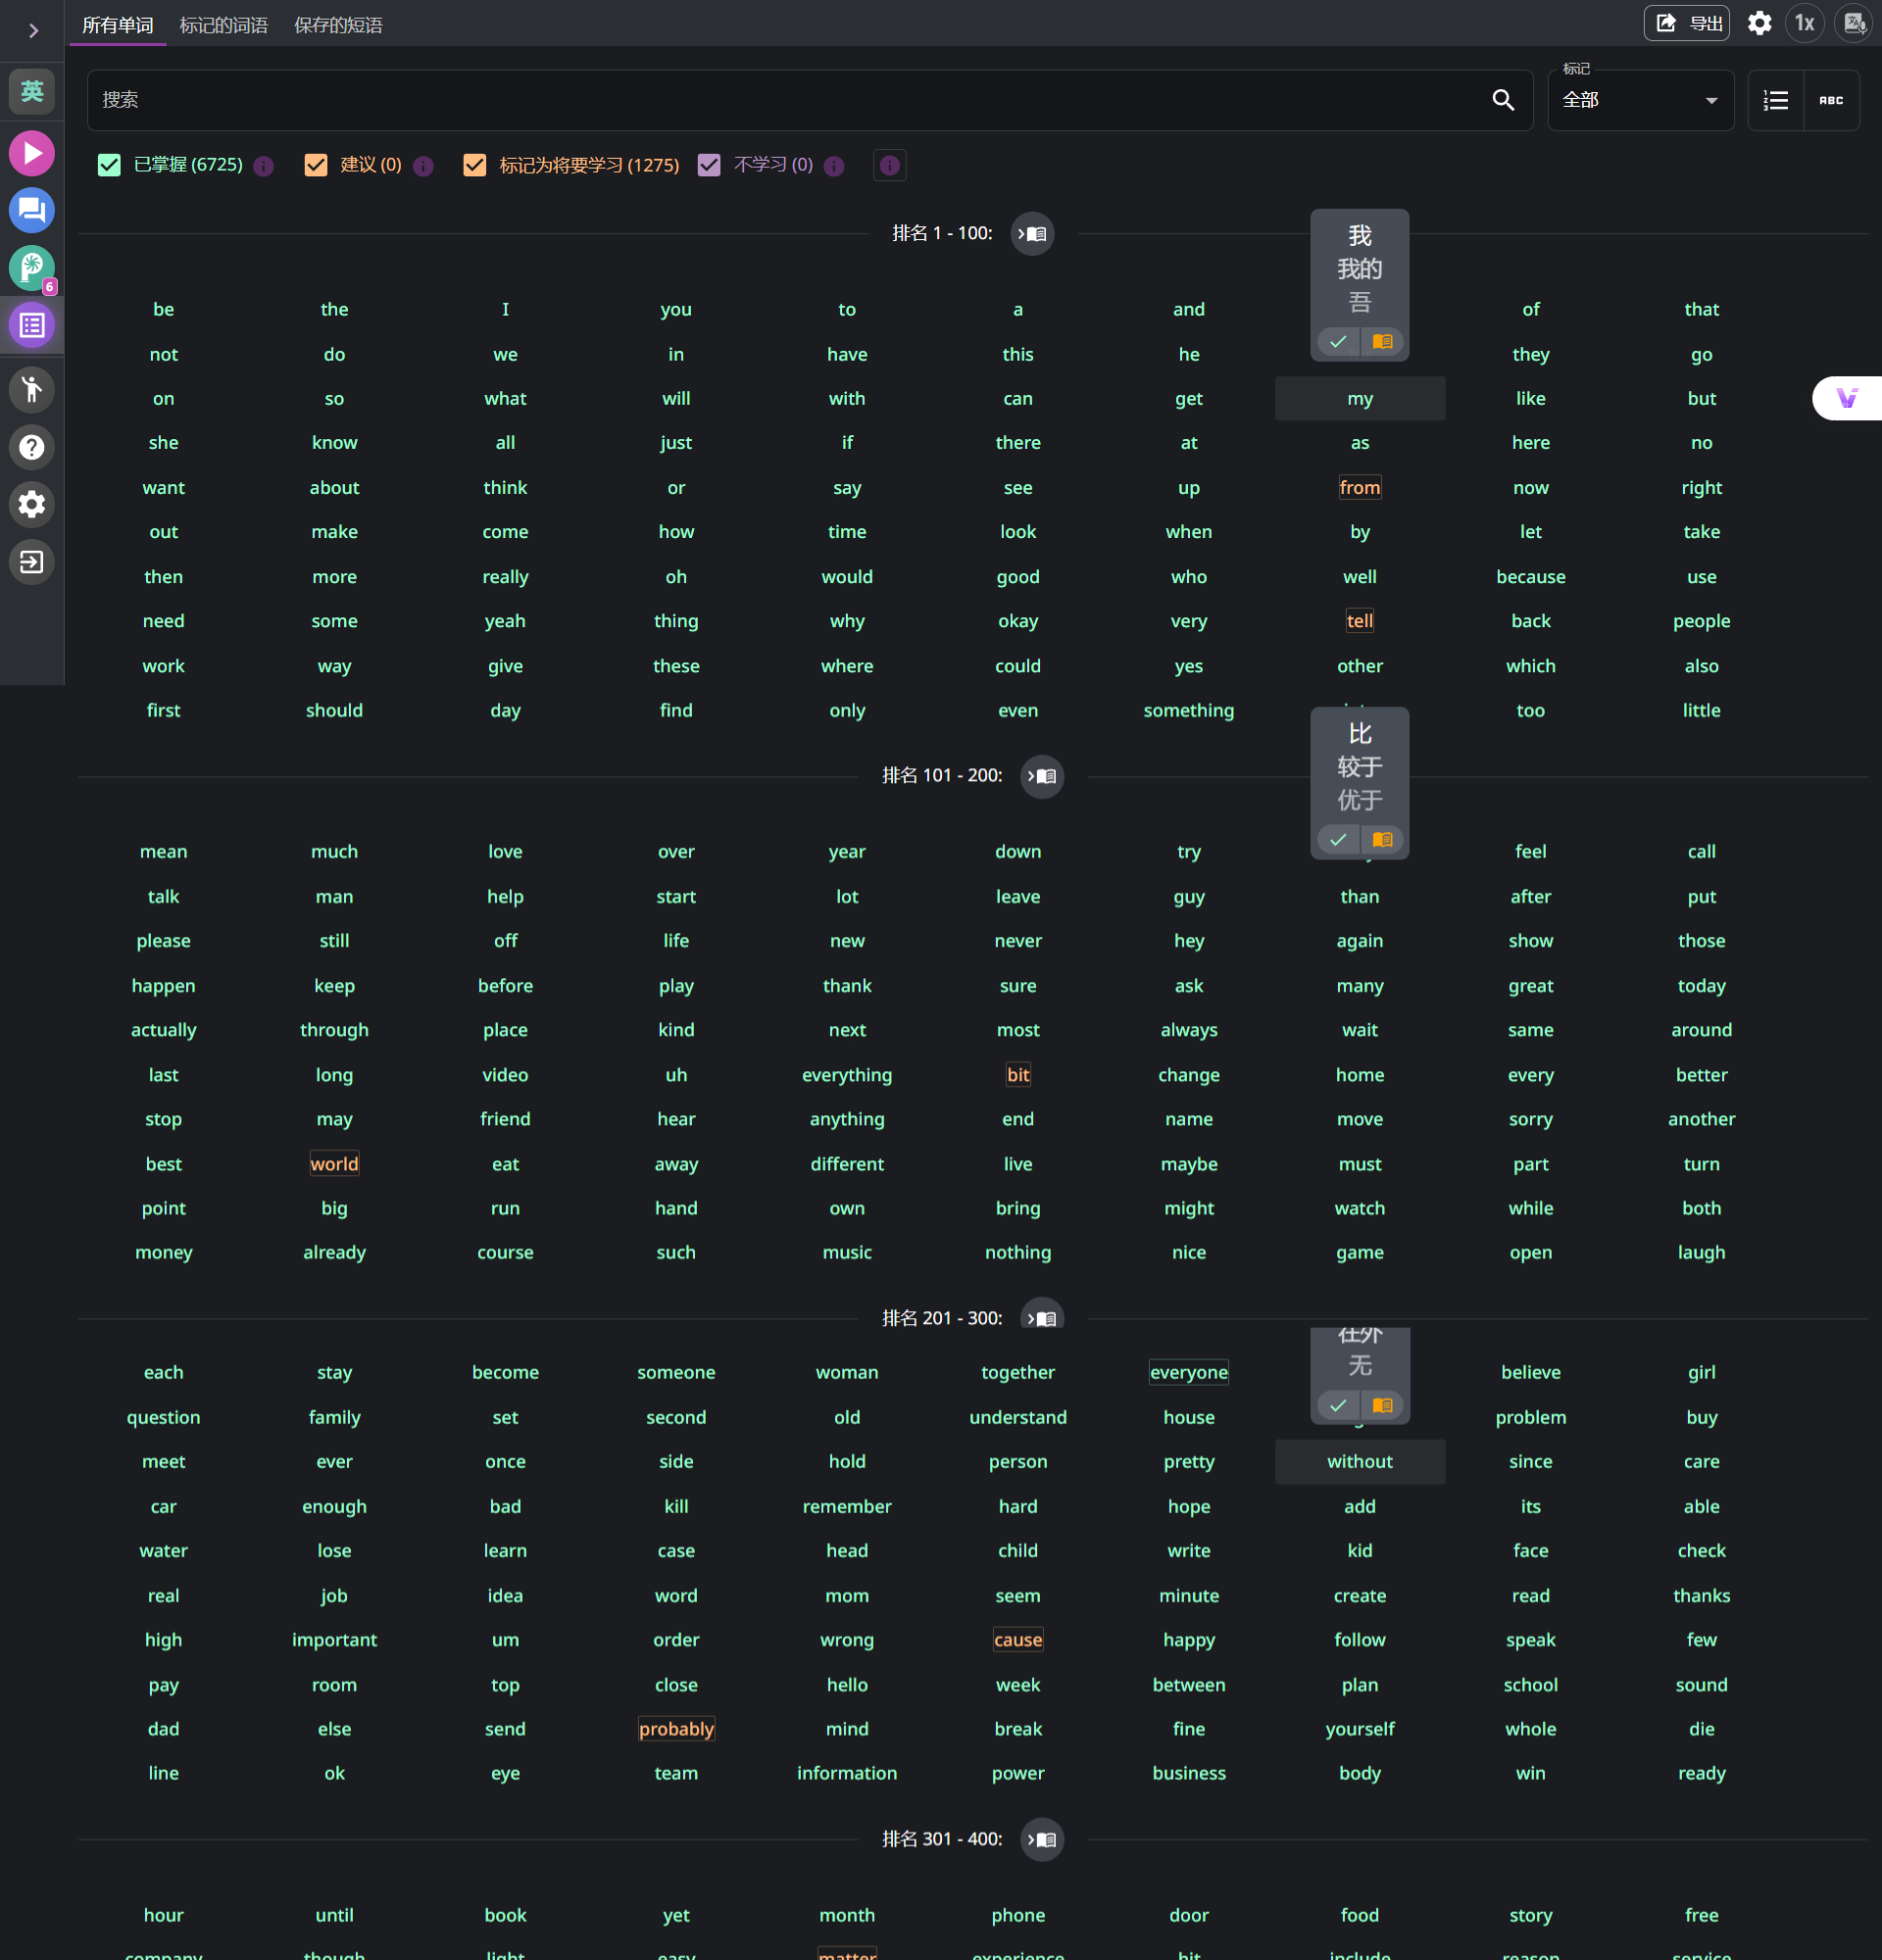 所有单词 标记的词语 保存的短语 导出 1x
英
搜索 标记 全部 ABC
已掌握 (6725) 建议 (0) 标记为将要学习 (1275) 不学习 (0)
6
排名 1 - 100:
我
我的
吾
be the I you to a and of that
not do we in have this he they go
on so what will with can get my like but
she know all just if there at as here no
want about think or say see up from now right
out make come how time look when by let take
then more really oh would good who well because use
need some yeah thing why okay very tell back people
work way give these where could yes other which also
first should day find only even something too little
排名 101 - 200:
比
较于
优于
mean much love over year down try feel call
talk man help start lot leave guy than after put
please still off life new never hey again show those
happen keep before play thank sure ask many great today
actually through place kind next most always wait same around
last long video uh everything bit change home every better
stop may friend hear anything end name move sorry another
best world eat away different live maybe must part turn
point big run hand own bring might watch while both
money already course such music nothing nice game open laugh
排名 201 - 300:
在外
无
each stay become someone woman together everyone believe girl
question family set second old understand house problem buy
meet ever once side hold person pretty without since care
car enough bad kill remember hard hope add its able
water lose learn case head child write kid face check
real job idea word mom seem minute create read thanks
high important um order wrong cause happy follow speak few
pay room top close hello week between plan school sound
dad else send probably mind break fine yourself whole die
line ok eye team information power business body win ready
排名 301 - 400:
hour until book yet month phone door food story free
company though light easy matter experience hit include reason service